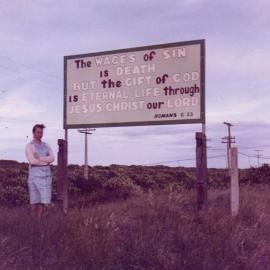 The WAGES of SIN
is DEATH
BUT the GIFT of GOD
is ETERNAL LIFE through
JESUS CHRIST our LORD
ROMANS 6:23